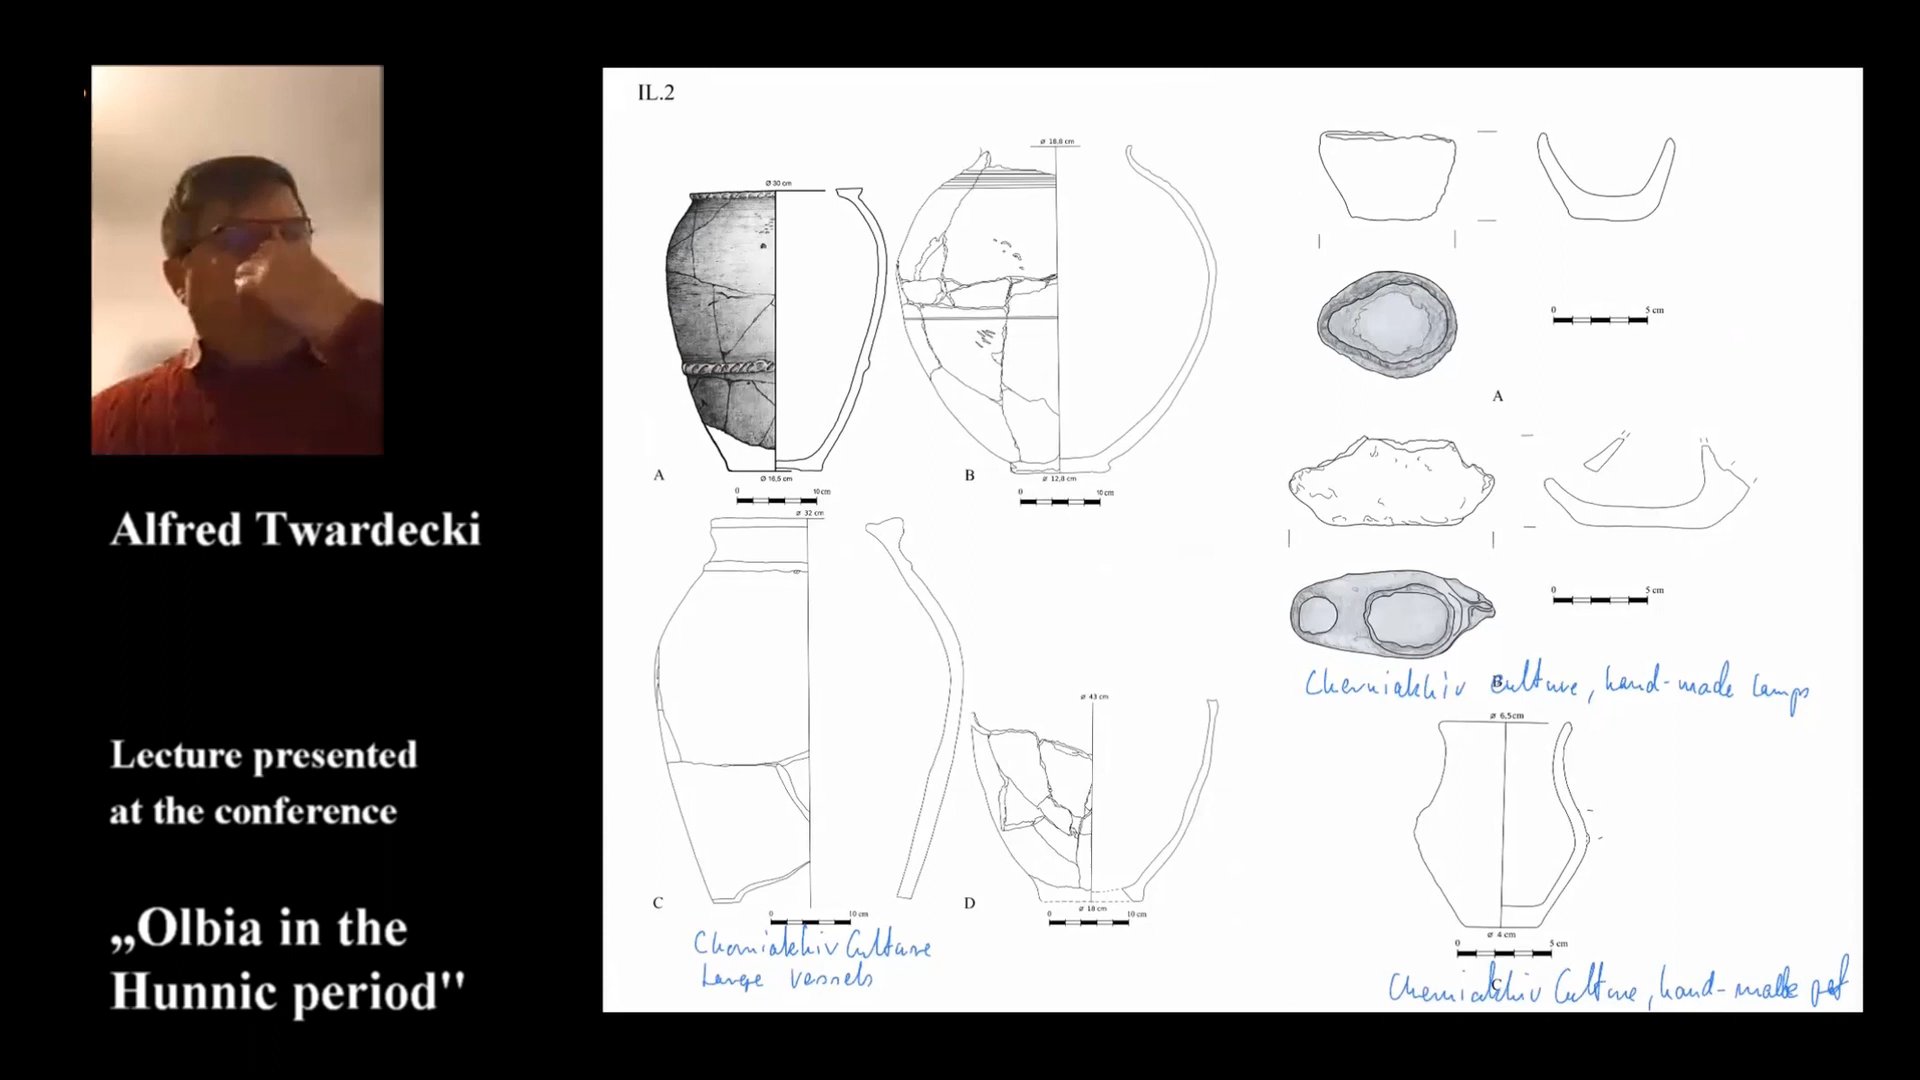 Alfred Twardecki
Lecture presented
at the conference
„Olbia in the
Hunnic period"
IL.2
Ø 30 cm
ø 18,8 cm
A
Ø 16,5 cm
0 10 cm
B
ø 12,8 cm
0 10 cm
ø 32 cm
C
0 10 cm
ø 43 cm
D
ø 18 cm
0 10 cm
Cherniakhiv Culture
Large vessels
0 5 cm
A
0 5 cm
B
Cherniakhiv Culture, hand-made lamps
ø 6,5cm
ø 4 cm
0 5 cm
C
Cherniakhiv Culture, hand-made pot